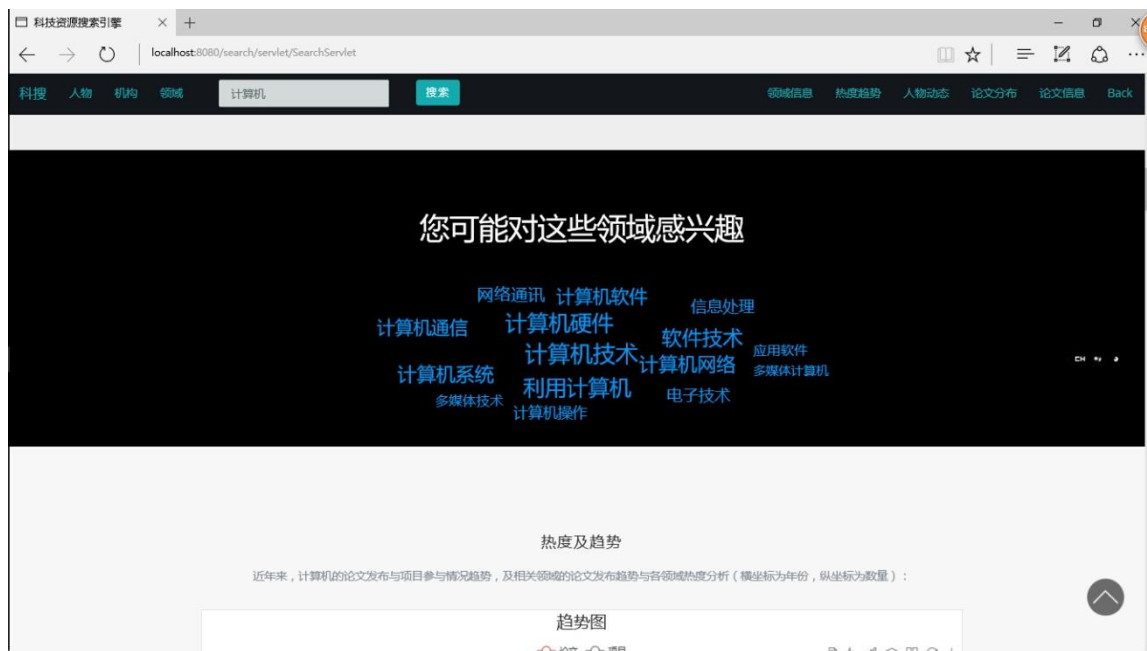 科技资源搜索引擎
localhost:8080/search/servlet/SearchServlet
科搜 人物 机构 领域 计算机 搜索 领域信息 热度趋势 人物动态 论文分布 论文信息 Back
您可能对这些领域感兴趣
网络通讯 计算机软件 信息处理
计算机通信 计算机硬件 软件技术
计算机技术 计算机网络 应用软件
计算机系统 利用计算机 多媒体计算机
多媒体技术 电子技术
计算机操作
CH
热度及趋势
近年来，计算机的论文发布与项目参与情况趋势，及相关领域的论文发布趋势与各领域热度分析（横坐标为年份，纵坐标为数量）：
趋势图